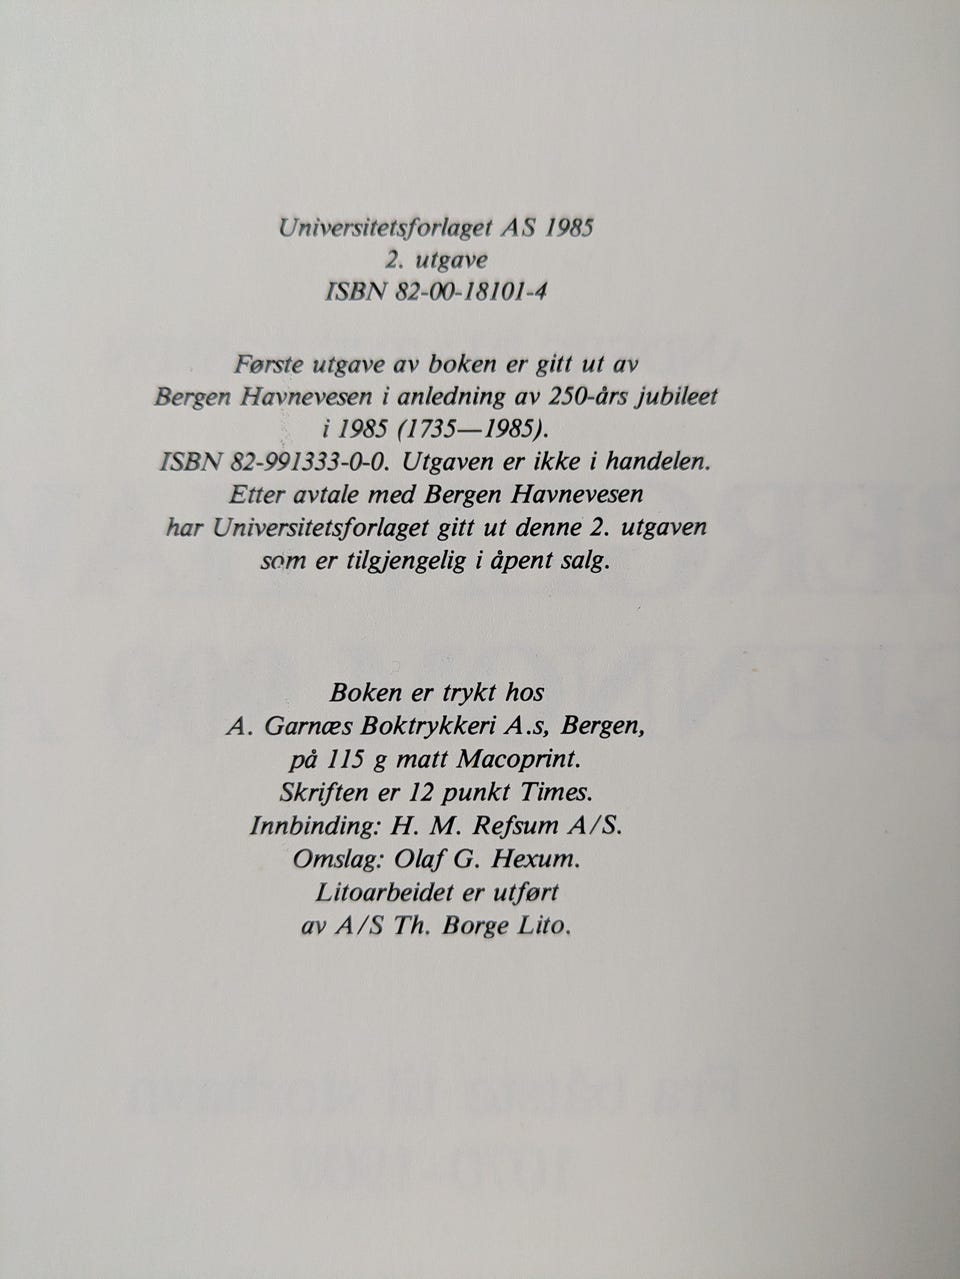 Universitetsforlaget AS 1985
2. utgave
ISBN 82-00-18101-4
Første utgave av boken er gitt ut av
Bergen Havnevesen i anledning av 250-års jubileet
i 1985 (1735—1985).
ISBN 82-991333-0-0. Utgaven er ikke i handelen.
Etter avtale med Bergen Havnevesen
har Universitetsforlaget gitt ut denne 2. utgaven
som er tilgjengelig i åpent salg.
Boken er trykt hos
A. Garnæs Boktrykkeri A.s, Bergen,
på 115 g matt Macoprint.
Skriften er 12 punkt Times.
Innbinding: H. M. Refsum A/S.
Omslag: Olaf G. Hexum.
Litoarbeidet er utført
av A/S Th. Borge Lito.